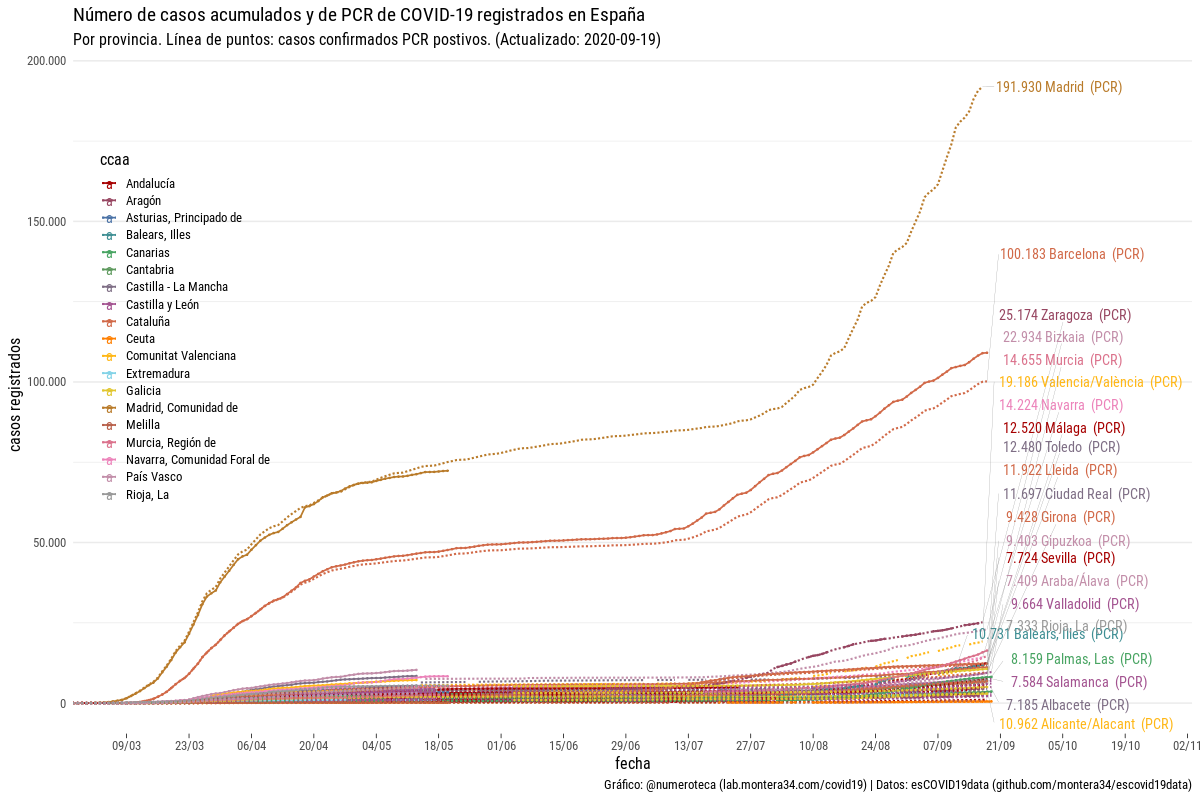 Número de casos acumulados y de PCR de COVID-19 registrados en España
Por provincia. Línea de puntos: casos confirmados PCR postivos. (Actualizado: 2020-09-19)
casos registrados
200.000
150.000
100.000
50.000
0
ccaa
Andalucía
Aragón
Asturias, Principado de
Balears, Illes
Canarias
Cantabria
Castilla - La Mancha
Castilla y León
Cataluña
Ceuta
Comunitat Valenciana
Extremadura
Galicia
Madrid, Comunidad de
Melilla
Murcia, Región de
Navarra, Comunidad Foral de
País Vasco
Rioja, La
191.930 Madrid (PCR)
100.183 Barcelona (PCR)
25.174 Zaragoza (PCR)
22.934 Bizkaia (PCR)
14.655 Murcia (PCR)
19.186 Valencia/València (PCR)
14.224 Navarra (PCR)
12.520 Málaga (PCR)
12.480 Toledo (PCR)
11.922 Lleida (PCR)
11.697 Ciudad Real (PCR)
9.428 Girona (PCR)
9.403 Gipuzkoa (PCR)
7.724 Sevilla (PCR)
7.409 Araba/Álava (PCR)
9.664 Valladolid (PCR)
7.333 Rioja, La (PCR)
10.731 Balears, Illes (PCR)
8.159 Palmas, Las (PCR)
7.584 Salamanca (PCR)
7.185 Albacete (PCR)
10.962 Alicante/Alacant (PCR)
09/03 23/03 06/04 20/04 04/05 18/05 01/06 15/06 29/06 13/07 27/07 10/08 24/08 07/09 21/09 05/10 19/10 02/11
fecha
Gráfico: @numeroteca (lab.montera34.com/covid19) | Datos: esCOVID19data (github.com/montera34/escovid19data)